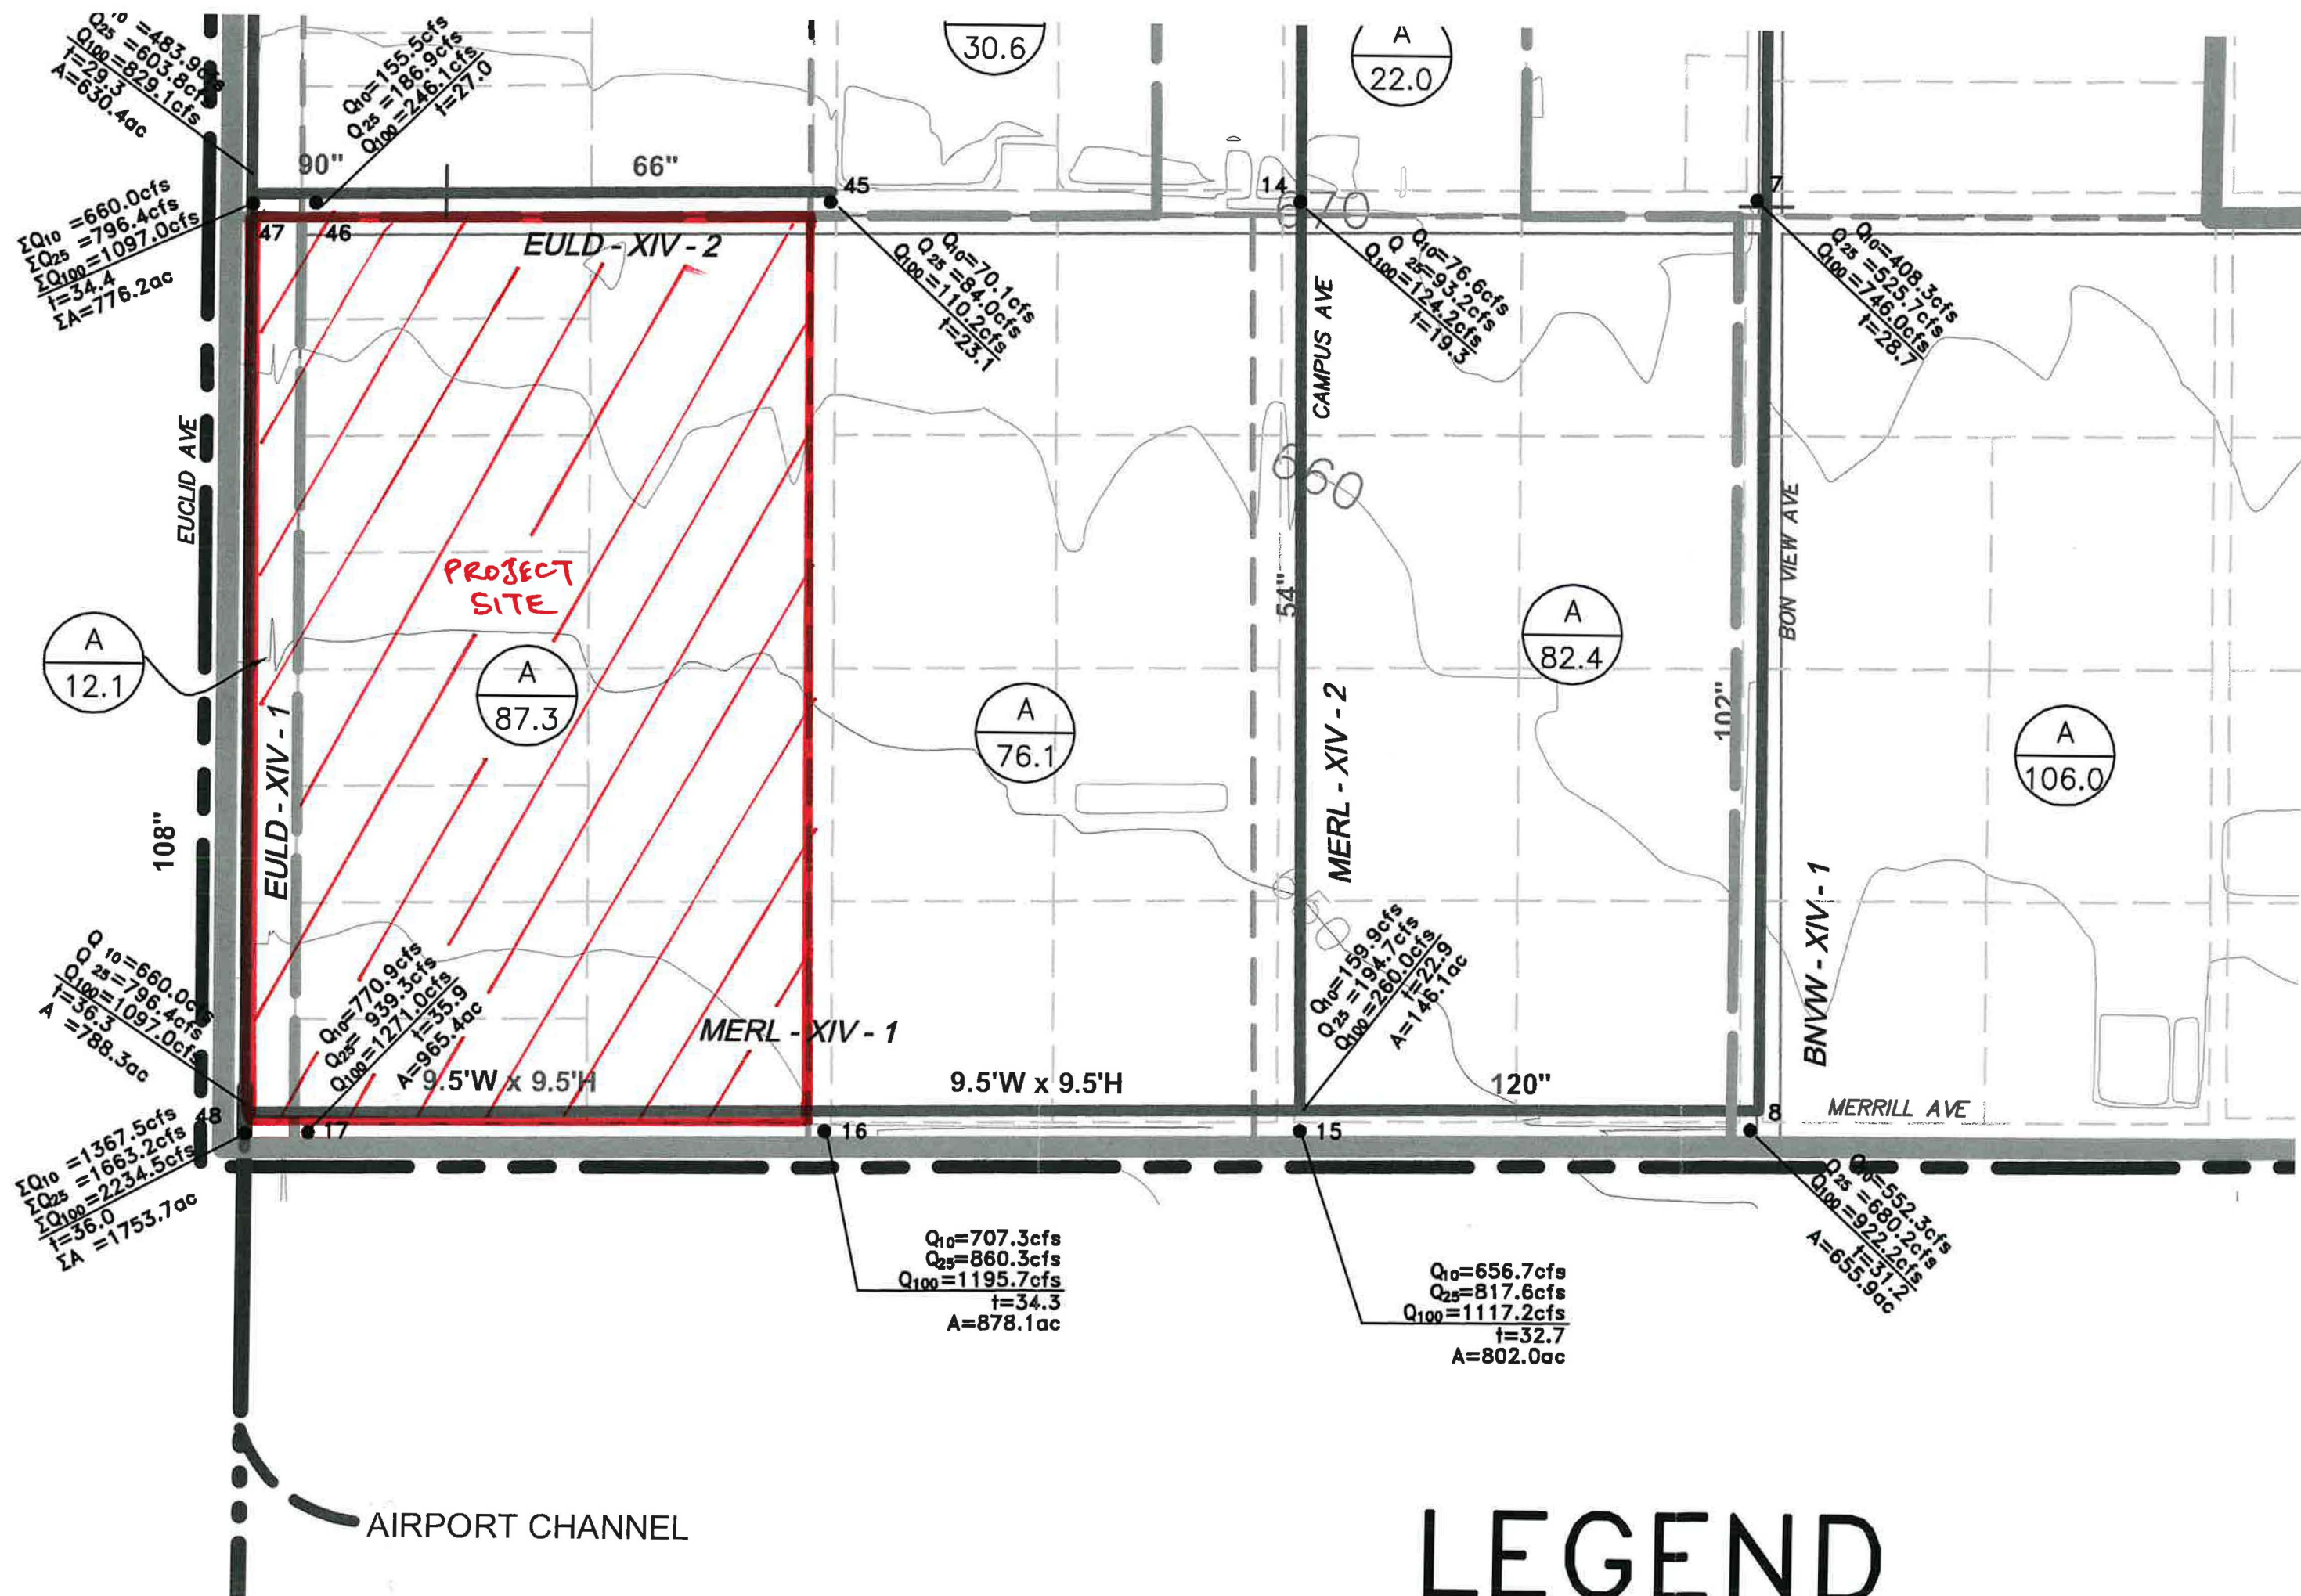 Q25 =603.8cfs
Q100=829.1cfs
t=29.3
A=630.4ac
Q10=155.5cfs
Q25 =186.9cfs
Q100=246.1cfs
t=27.0
30.6
A
22.0
90"
66"
45
14
7
670
ΣQ10 =660.0cfs
ΣQ25 =796.4cfs
ΣQ100=1097.0cfs
t=34.4
ΣA=776.2ac
47
46
EULD - XIV - 2
Q10=70.1cfs
Q25 =84.0cfs
Q100=110.2cfs
t=23.1
Q10=76.6cfs
Q 25=93.2cfs
Q100=124.2cfs
t=19.3
Q10=408.3cfs
Q25 =525.7cfs
Q100=746.0cfs
t=28.7
CAMPUS AVE
EUCLID AVE
660
BON VIEW AVE
PROJECT
SITE
54"
A
12.1
A
87.3
A
76.1
A
82.4
A
106.0
102"
EULD - XIV - 1
MERL - XIV - 2
108"
650
BNVW - XIV - 1
Q 10=660.0cfs
Q 25=796.4cfs
Q100=1097.0cfs
t=36.3
A =788.3ac
Q10=770.9cfs
Q25= 939.3cfs
Q100=1271.0cfs
t=35.9
A=965.4ac
Q10=159.9cfs
Q25 =194.7cfs
Q100=260.0cfs
t=22.9
A=146.1ac
MERL - XIV - 1
9.5'W x 9.5'H
9.5'W x 9.5'H
120"
MERRILL AVE
48
17
16
15
8
ΣQ10 =1367.5cfs
ΣQ25 =1663.2cfs
ΣQ100=2234.5cfs
t=36.0
ΣA =1753.7ac
Q10=707.3cfs
Q25=860.3cfs
Q100=1195.7cfs
t=34.3
A=878.1ac
Q10=656.7cfs
Q25=817.6cfs
Q100=1117.2cfs
t=32.7
A=802.0ac
Q10=552.3cfs
Q25 =680.2cfs
Q100=922.2cfs
t=31.2
A=655.9ac
AIRPORT CHANNEL
LEGEND